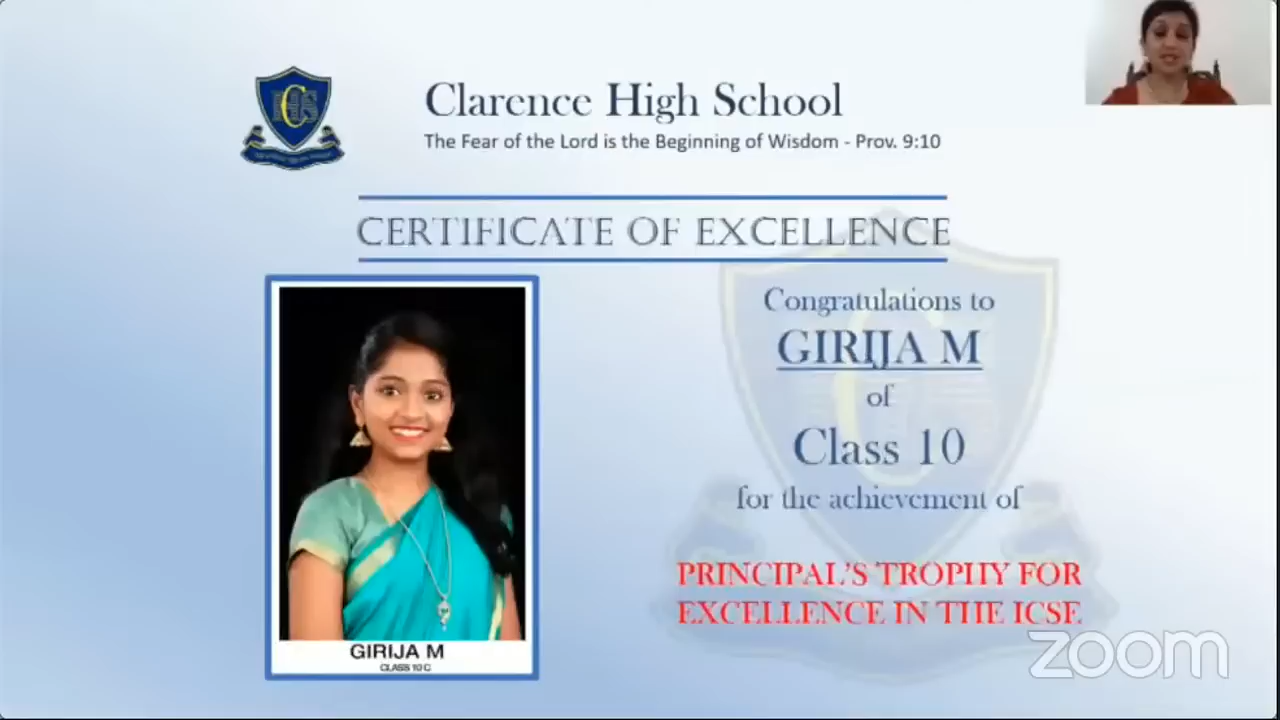 Clarence High School
The Fear of the Lord is the Beginning of Wisdom - Prov. 9:10
CERTIFICATE OF EXCELLENCE
Congratulations to
GIRIJA M
of
Class 10
for the achievement of
PRINCIPAL'S TROPHY FOR
EXCELLENCE IN THE ICSE
GIRIJA M
CLASS 10 C
zoom